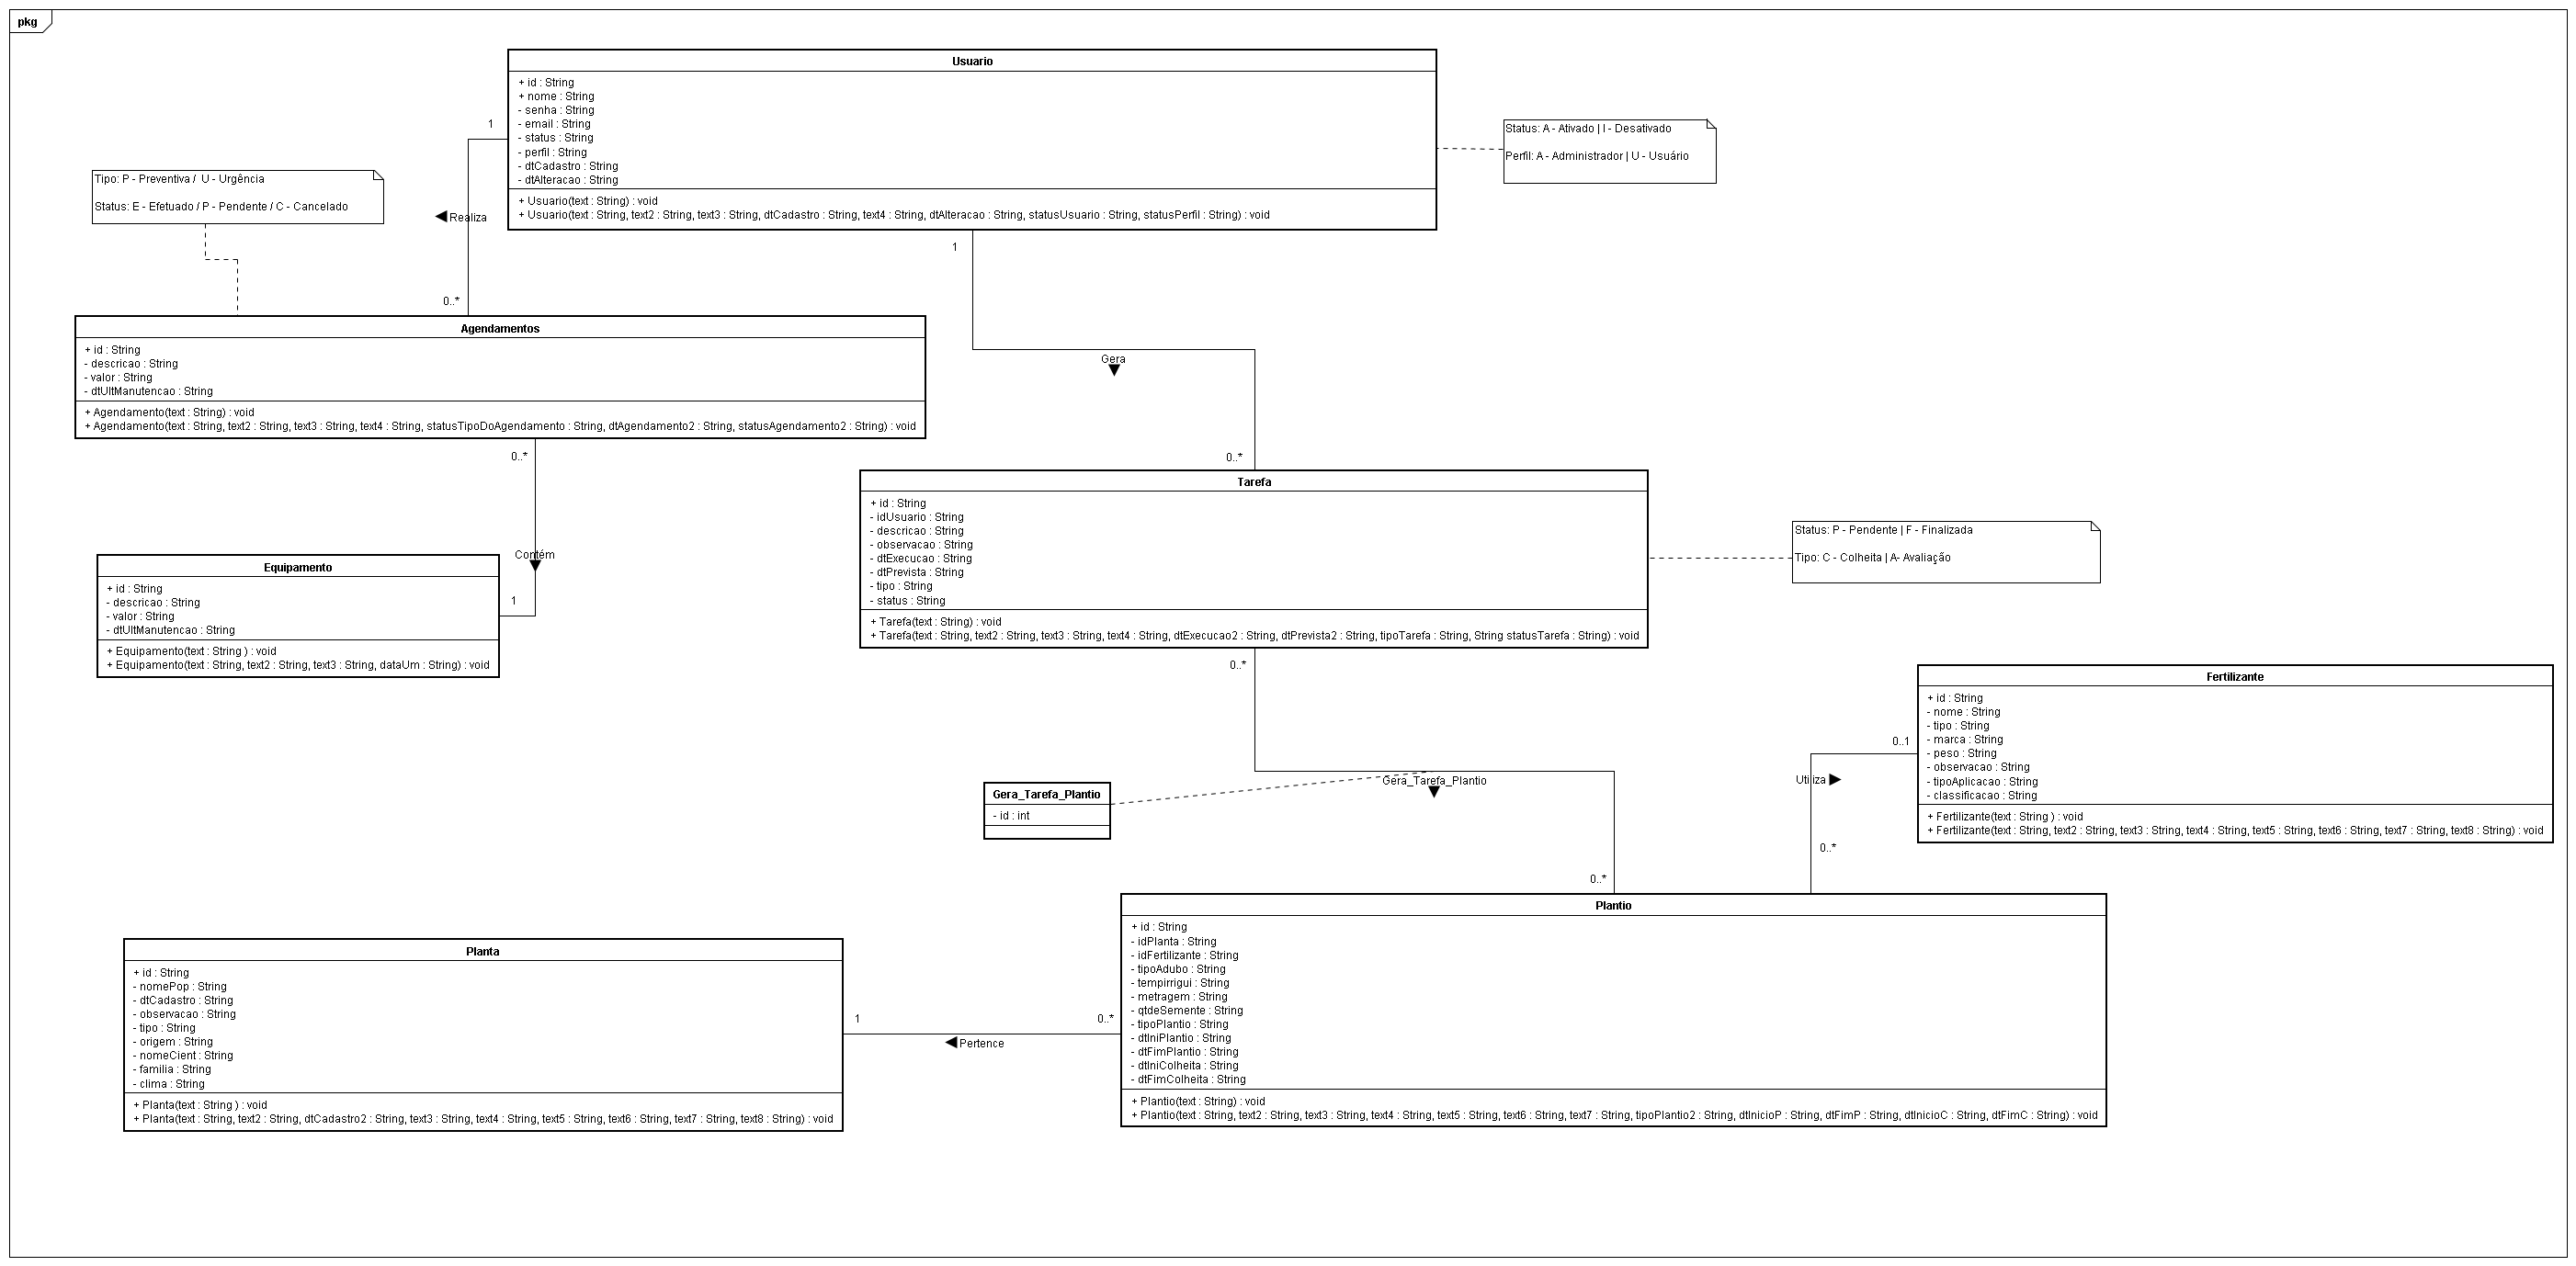 pkg
Usuario
+ id : String
+ nome : String
- senha : String
- email : String
- status : String
- perfil : String
- dtCadastro : String
- dtAlteracao : String
+ Usuario(text : String) : void
+ Usuario(text : String, text2 : String, text3 : String, dtCadastro : String, text4 : String, dtAlteracao : String, statusUsuario : String, statusPerfil : String) : void
Status: A - Ativado | I - Desativado
Perfil: A - Administrador | U - Usuário
Tipo: P - Preventiva / U - Urgência
Status: E - Efetuado / P - Pendente / C - Cancelado
1
Realiza
0..*
1
Gera
0..*
Agendamentos
+ id : String
- descricao : String
- valor : String
- dtUltManutencao : String
+ Agendamento(text : String) : void
+ Agendamento(text : String, text2 : String, text3 : String, text4 : String, statusTipoDoAgendamento : String, dtAgendamento2 : String, statusAgendamento2 : String) : void
0..*
Contém
1
Equipamento
+ id : String
- descricao : String
- valor : String
- dtUltManutencao : String
+ Equipamento(text : String ) : void
+ Equipamento(text : String, text2 : String, text3 : String, dataUm : String) : void
Tarefa
+ id : String
- idUsuario : String
- descricao : String
- observacao : String
- dtExecucao : String
- dtPrevista : String
- tipo : String
- status : String
+ Tarefa(text : String) : void
+ Tarefa(text : String, text2 : String, text3 : String, text4 : String, dtExecucao2 : String, dtPrevista2 : String, tipoTarefa : String, String statusTarefa : String) : void
Status: P - Pendente | F - Finalizada
Tipo: C - Colheita | A- Avaliação
0..*
Gera_Tarefa_Plantio
0..*
Gera_Tarefa_Plantio
- id : int
Fertilizante
+ id : String
- nome : String
- tipo : String
- marca : String
- peso : String
- observacao : String
- tipoAplicacao : String
- classificacao : String
+ Fertilizante(text : String ) : void
+ Fertilizante(text : String, text2 : String, text3 : String, text4 : String, text5 : String, text6 : String, text7 : String, text8 : String) : void
0..1
Utiliza
0..*
Plantio
+ id : String
- idPlanta : String
- idFertilizante : String
- tipoAdubo : String
- tempirrigui : String
- metragem : String
- qtdeSemente : String
- tipoPlantio : String
- dtIniPlantio : String
- dtFimPlantio : String
- dtIniColheita : String
- dtFimColheita : String
+ Plantio(text : String) : void
+ Plantio(text : String, text2 : String, text3 : String, text4 : String, text5 : String, text6 : String, text7 : String, tipoPlantio2 : String, dtInicioP : String, dtFimP : String, dtInicioC : String, dtFimC : String) : void
1
Pertence
0..*
Planta
+ id : String
- nomePop : String
- dtCadastro : String
- observacao : String
- tipo : String
- origem : String
- nomeCient : String
- familia : String
- clima : String
+ Planta(text : String ) : void
+ Planta(text : String, text2 : String, dtCadastro2 : String, text3 : String, text4 : String, text5 : String, text6 : String, text7 : String, text8 : String) : void